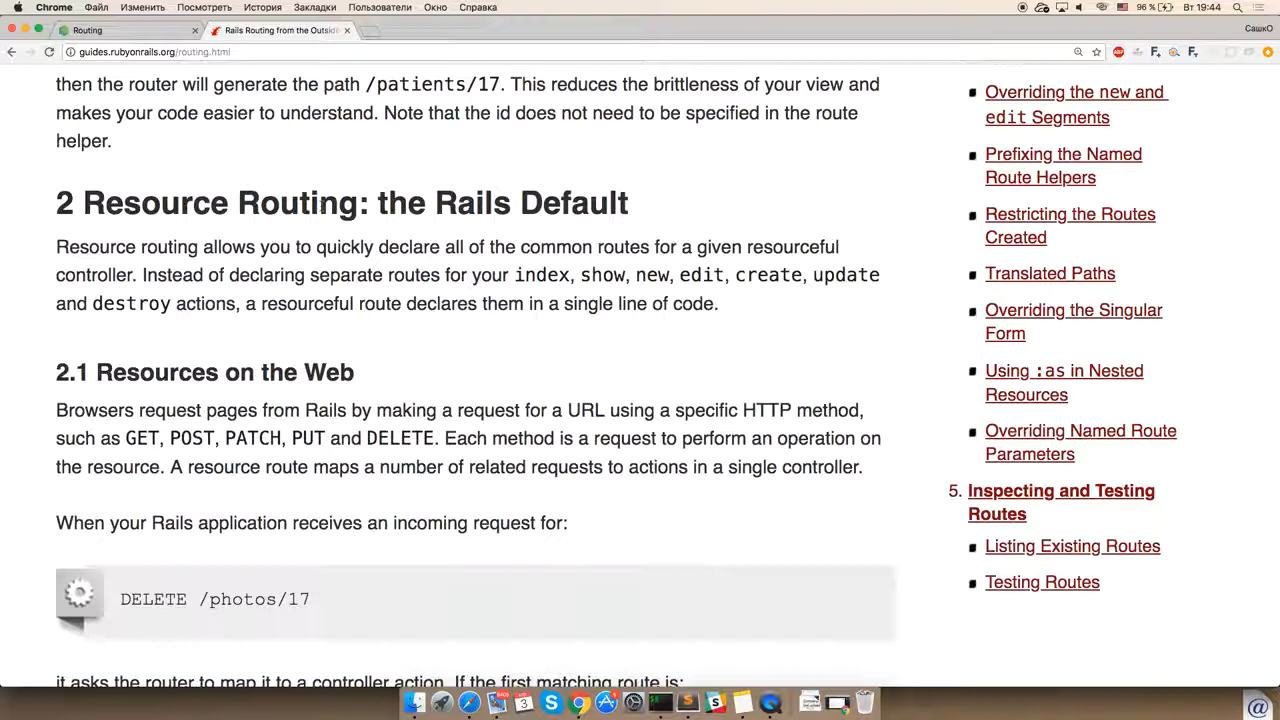 Chrome Файл Изменить Посмотреть История Закладки Пользователи Окно Справка 96 % Вт 19:44
Routing Rails Routing from the Outsid СашкО
guides.rubyonrails.org/routing.html
then the router will generate the path /patients/17. This reduces the brittleness of your view and
makes your code easier to understand. Note that the id does not need to be specified in the route
helper.
2 Resource Routing: the Rails Default
Resource routing allows you to quickly declare all of the common routes for a given resourceful
controller. Instead of declaring separate routes for your index, show, new, edit, create, update
and destroy actions, a resourceful route declares them in a single line of code.
2.1 Resources on the Web
Browsers request pages from Rails by making a request for a URL using a specific HTTP method,
such as GET, POST, PATCH, PUT and DELETE. Each method is a request to perform an operation on
the resource. A resource route maps a number of related requests to actions in a single controller.
When your Rails application receives an incoming request for:
DELETE /photos/17
it asks the router to map it to a controller action. If the first matching route is:
Overriding the new and
edit Segments
Prefixing the Named
Route Helpers
Restricting the Routes
Created
Translated Paths
Overriding the Singular
Form
Using :as in Nested
Resources
Overriding Named Route
Parameters
5. Inspecting and Testing
Routes
Listing Existing Routes
Testing Routes